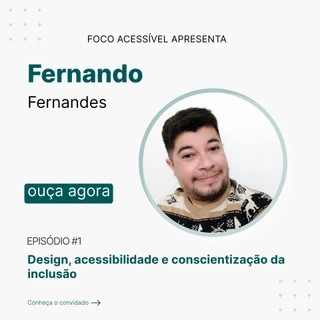 FOCO ACESSÍVEL APRESENTA
Fernando
Fernandes
ouça agora
EPISÓDIO #1
Design, acessibilidade e conscientização da
inclusão
Conheça o convidado